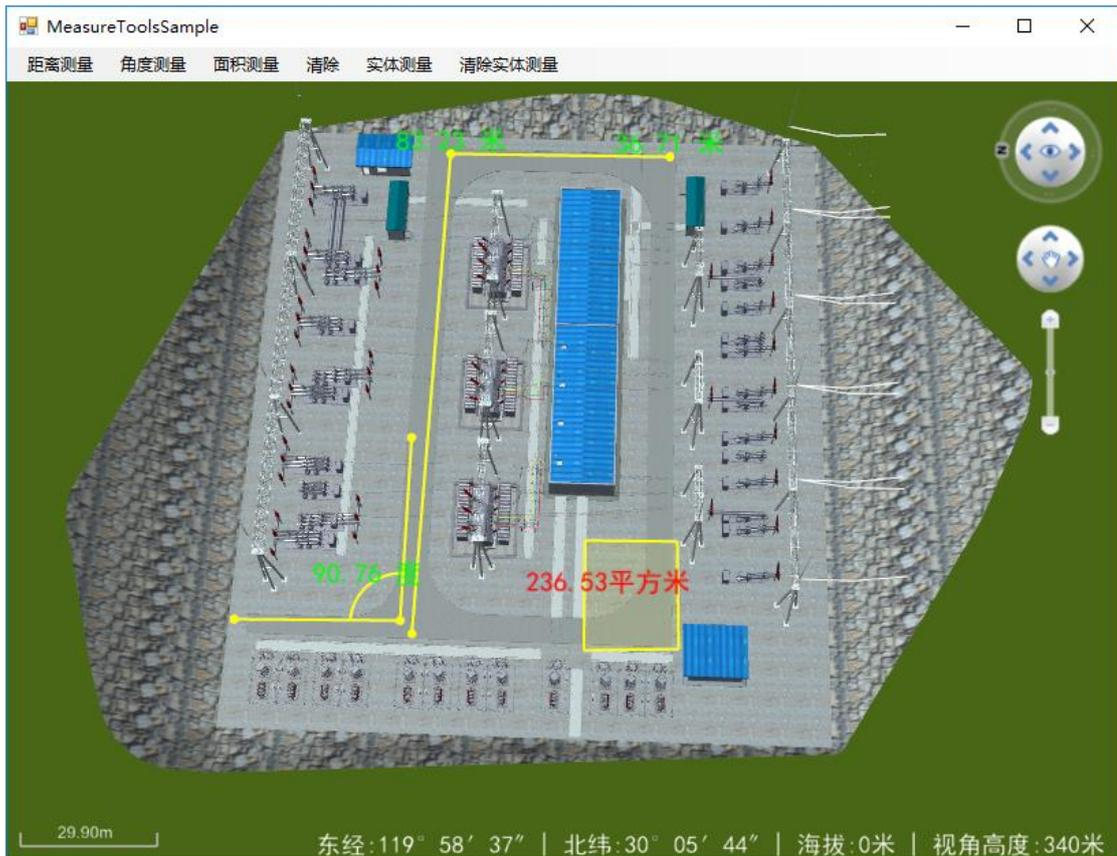 MeasureToolsSample
距离测量 角度测量 面积测量 清除 实体测量 清除实体测量
83.23 米 36.71 米
N
90.76 度
236.53平方米
29.90m
东经:119° 58′ 37″ | 北纬:30° 05′ 44″ | 海拔:0米 | 视角高度:340米